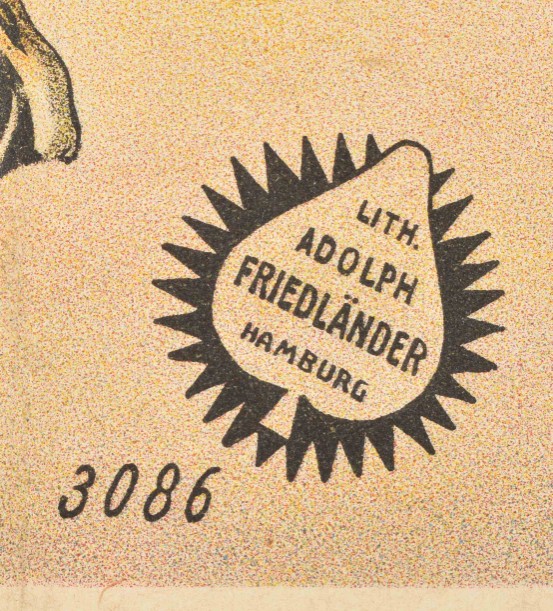 LITH.
ADOLPH
FRIEDLÄNDER
HAMBURG
3086